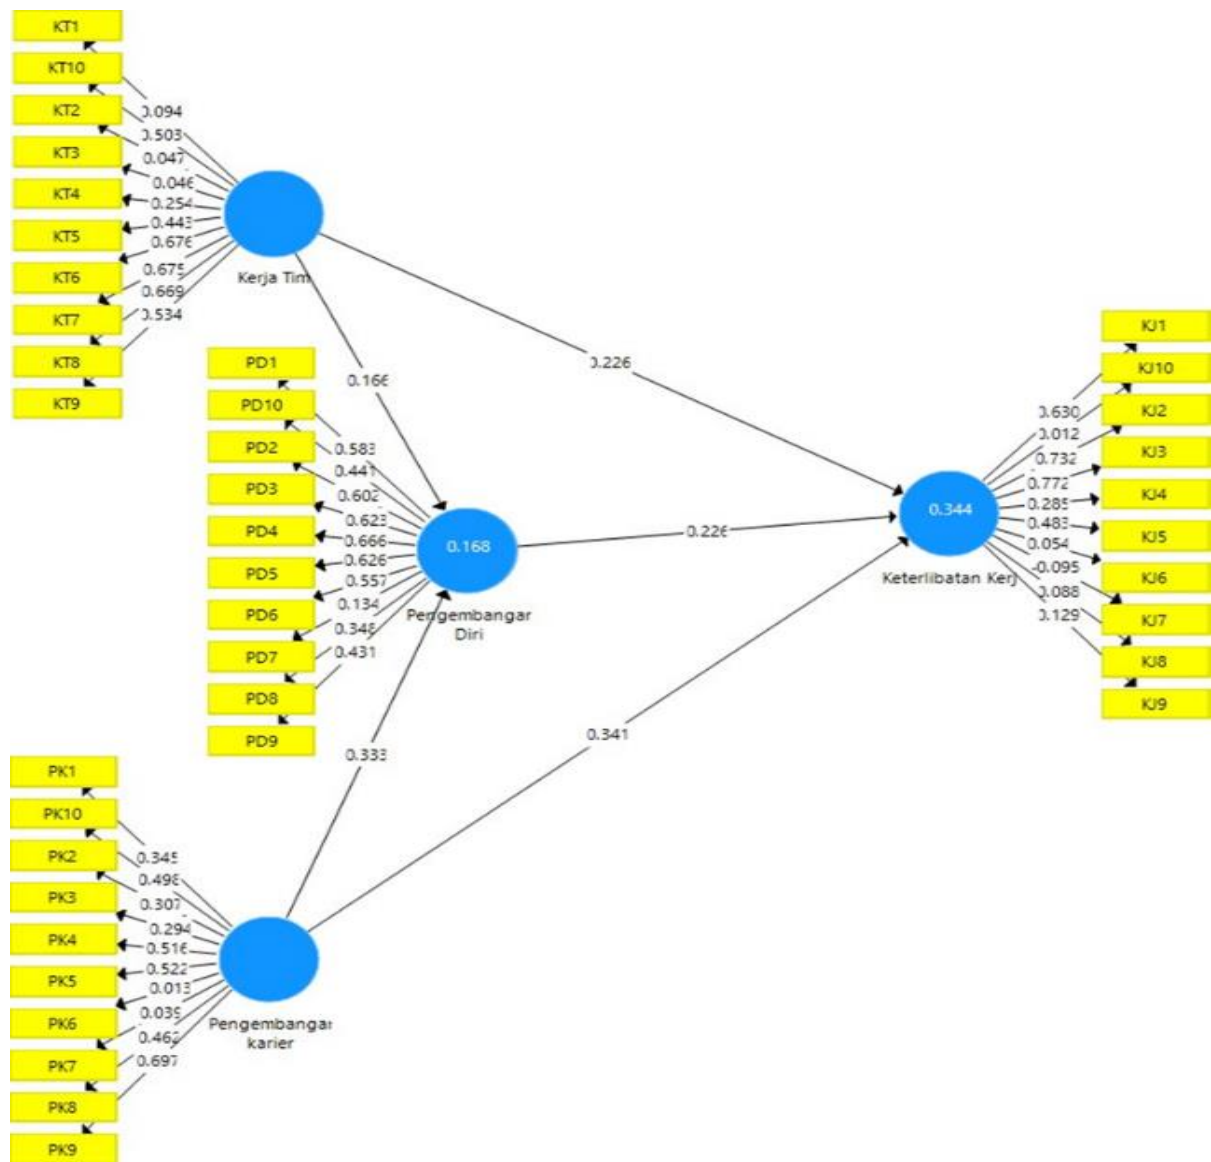 KT1
KT10
KT2
KT3
KT4
KT5
KT6
KT7
KT8
KT9
0.094
0.503
0.047
0.046
0.254
0.443
0.676
0.675
0.669
0.534
Kerja Tim
0.166
0.226
PD1
PD10
PD2
PD3
PD4
PD5
PD6
PD7
PD8
PD9
0.583
0.441
0.602
0.623
0.666
0.626
0.557
0.134
0.348
0.431
0.168
Pengembangar
Diri
0.226
0.333
0.341
0.344
Keterlibatan Kerj
0.630
0.012
0.732
0.772
0.285
0.483
0.054
-0.095
0.088
0.129
KJ1
KJ10
KJ2
KJ3
KJ4
KJ5
KJ6
KJ7
KJ8
KJ9
PK1
PK10
PK2
PK3
PK4
PK5
PK6
PK7
PK8
PK9
0.345
0.498
0.307
0.294
0.516
0.522
0.013
0.039
0.462
0.697
Pengembangar
karier